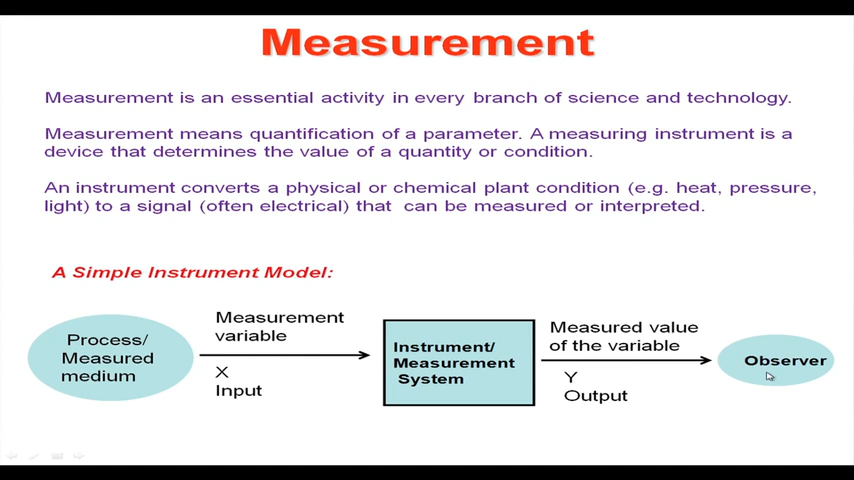 Measurement
Measurement is an essential activity in every branch of science and technology.
Measurement means quantification of a parameter. A measuring instrument is a
device that determines the value of a quantity or condition.
An instrument converts a physical or chemical plant condition (e.g. heat, pressure,
light) to a signal (often electrical) that can be measured or interpreted.
A Simple Instrument Model:
Process/
Measured
medium
Measurement
variable
X
Input
Instrument/
Measurement
System
Measured value
of the variable
Y
Output
Observer